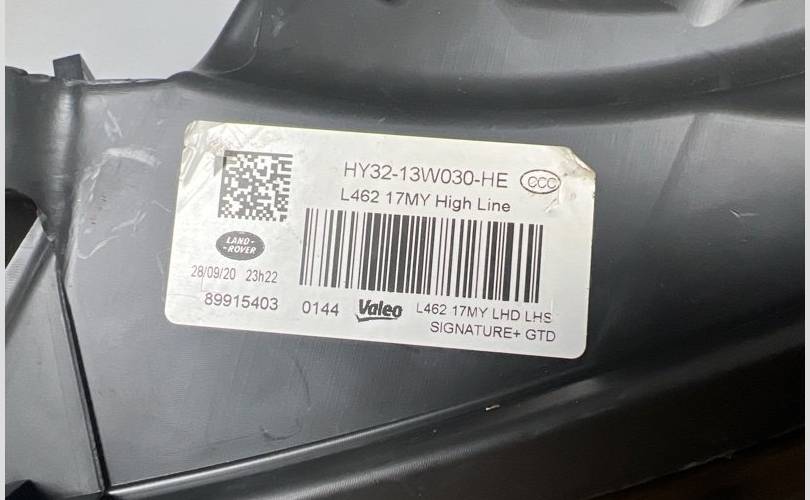 HY32-13W030-HE CCC
L462 17MY High Line
LAND-
-ROVER
28/09/20 23h22
89915403 0144 Valeo L462 17MY LHD LHS
SIGNATURE+ GTD